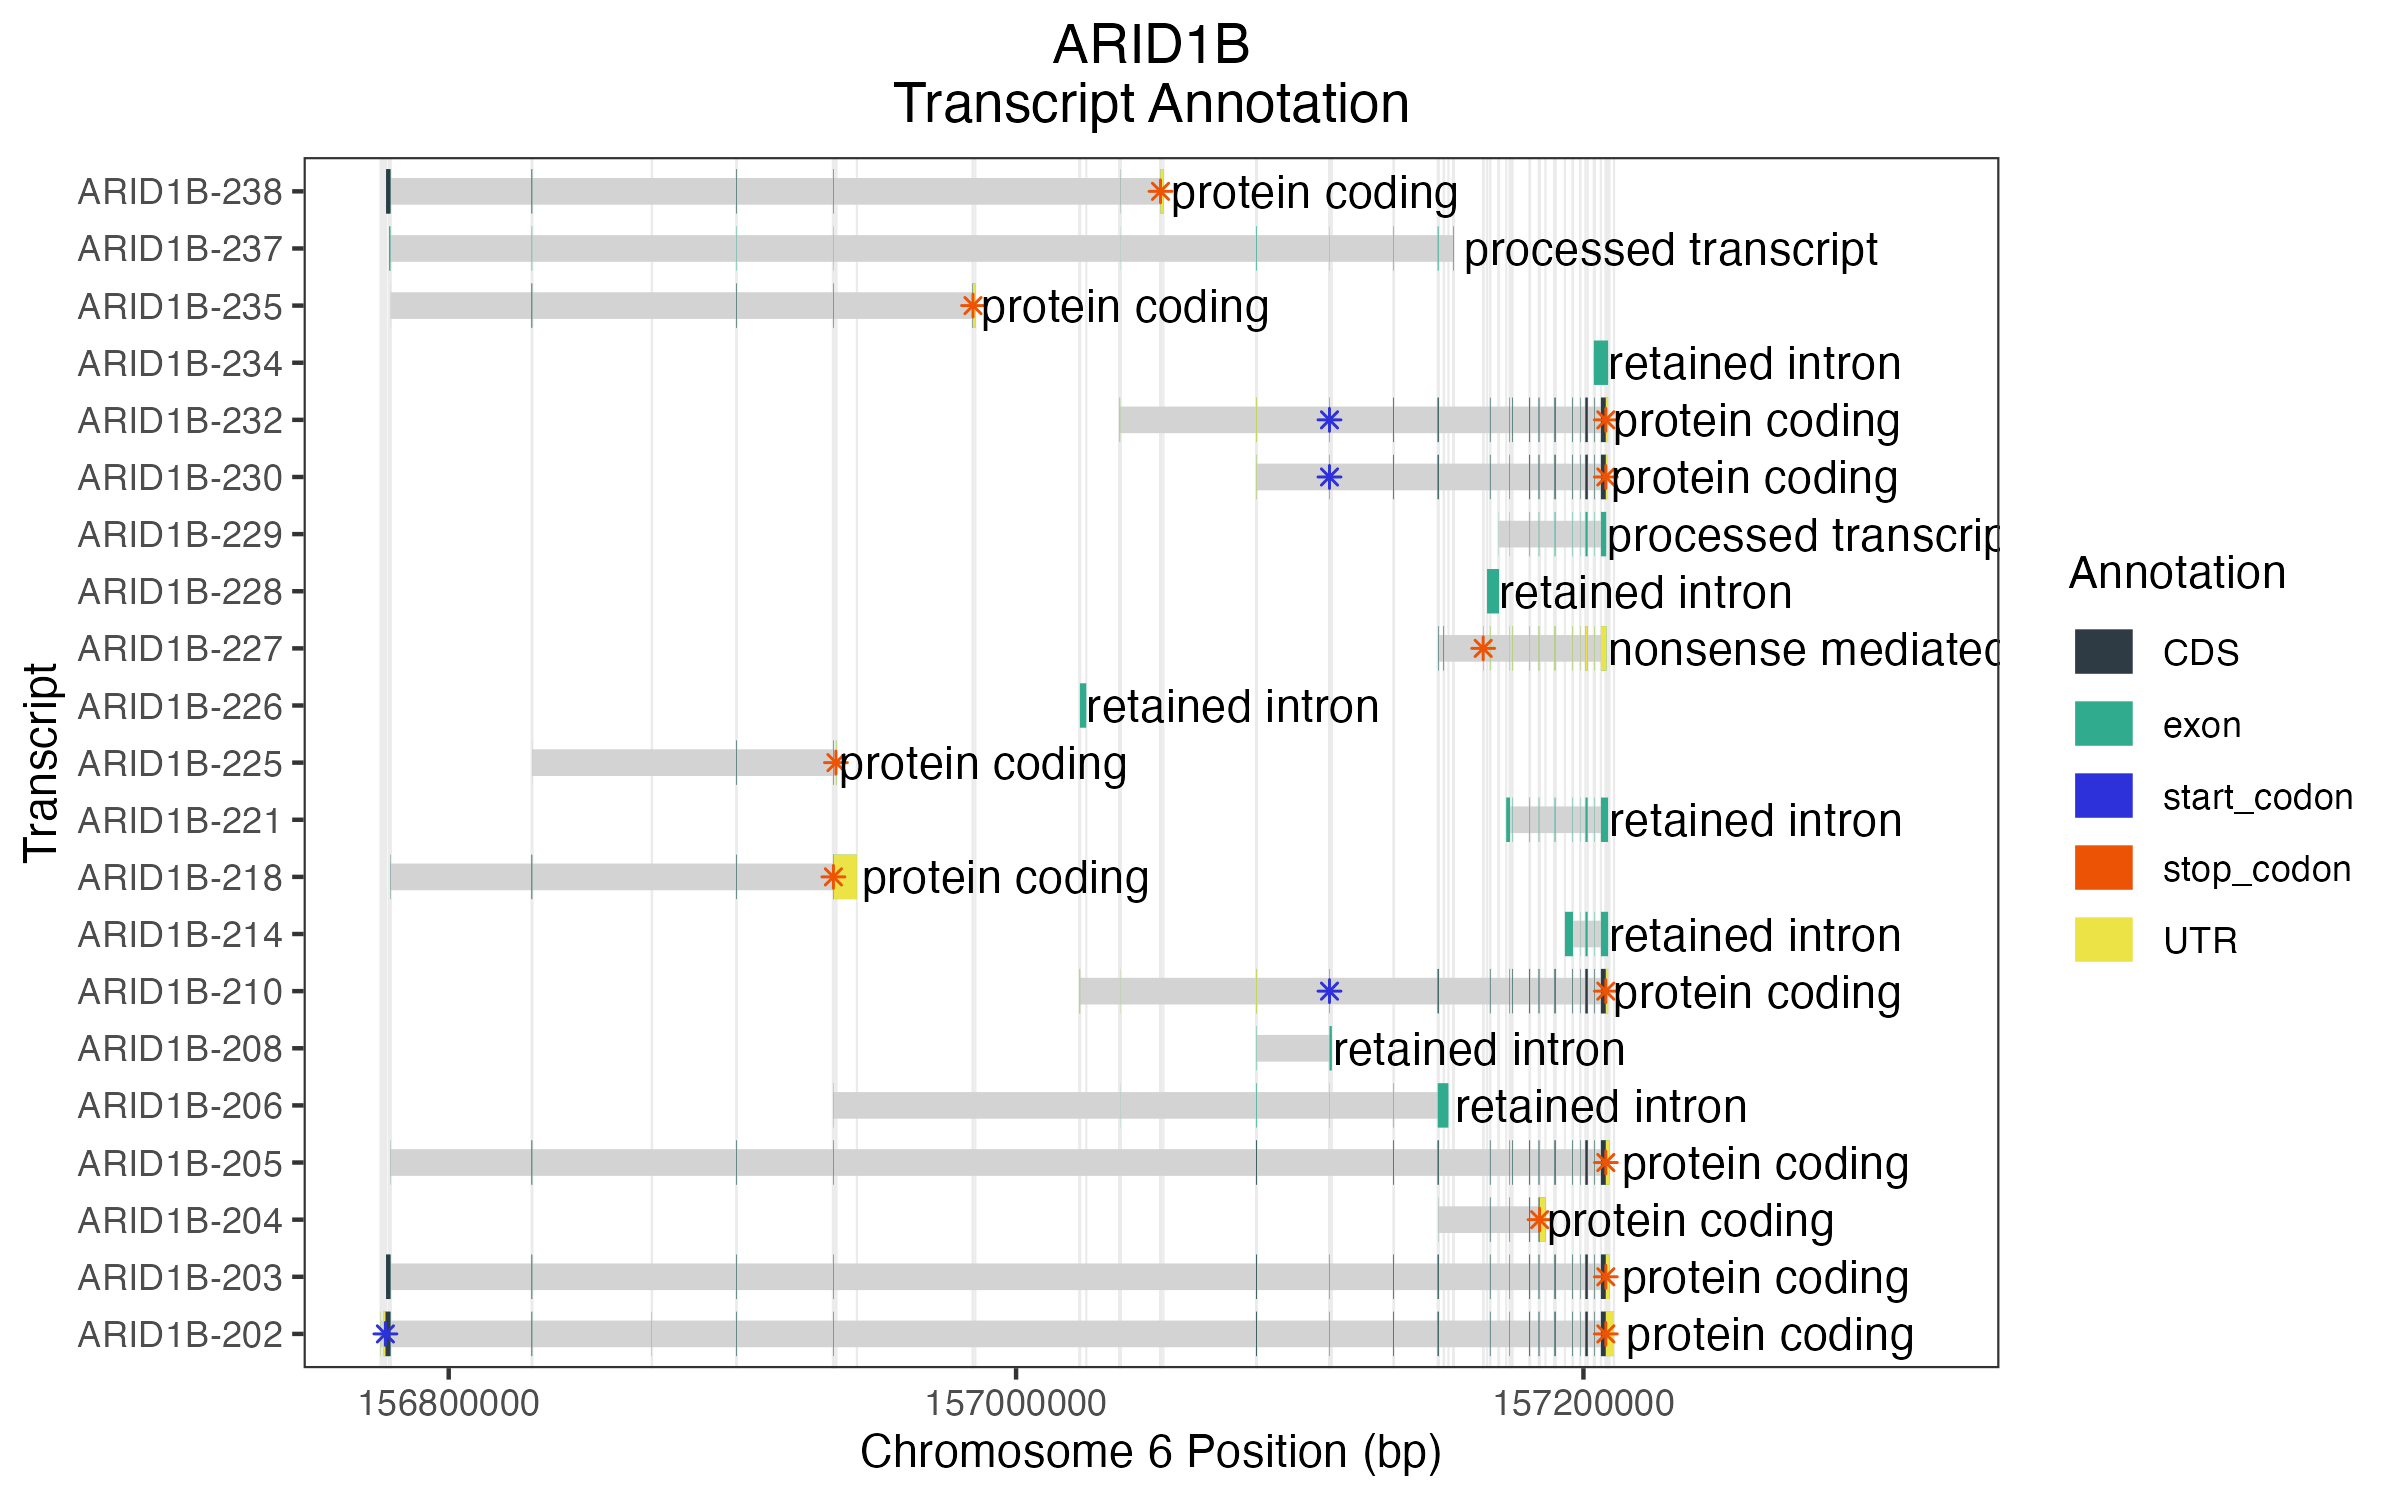 ARID1B
Transcript Annotation
ARID1B-238 protein coding
ARID1B-237 processed transcript
ARID1B-235 protein coding
ARID1B-234 retained intron
ARID1B-232 protein coding
ARID1B-230 protein coding
ARID1B-229 processed transcrip
ARID1B-228 retained intron
ARID1B-227 nonsense mediated
ARID1B-226 retained intron
ARID1B-225 protein coding
ARID1B-221 retained intron
ARID1B-218 protein coding
ARID1B-214 retained intron
ARID1B-210 protein coding
ARID1B-208 retained intron
ARID1B-206 retained intron
ARID1B-205 protein coding
ARID1B-204 protein coding
ARID1B-203 protein coding
ARID1B-202 protein coding
Transcript
156800000 157000000 157200000
Chromosome 6 Position (bp)
Annotation
CDS
exon
start_codon
stop_codon
UTR